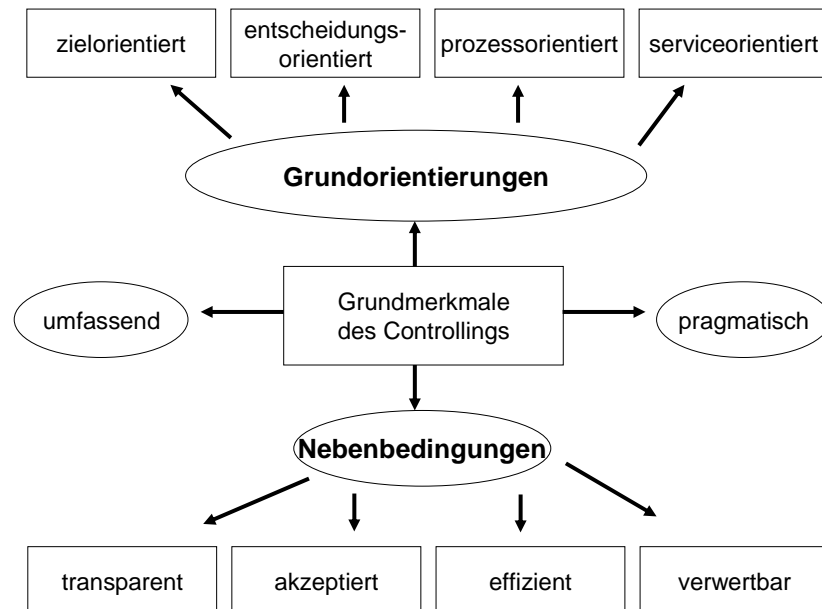 zielorientiert
entscheidungs-
orientiert
prozessorientiert
serviceorientiert
Grundorientierungen
umfassend
Grundmerkmale
des Controllings
pragmatisch
Nebenbedingungen
transparent
akzeptiert
effizient
verwertbar